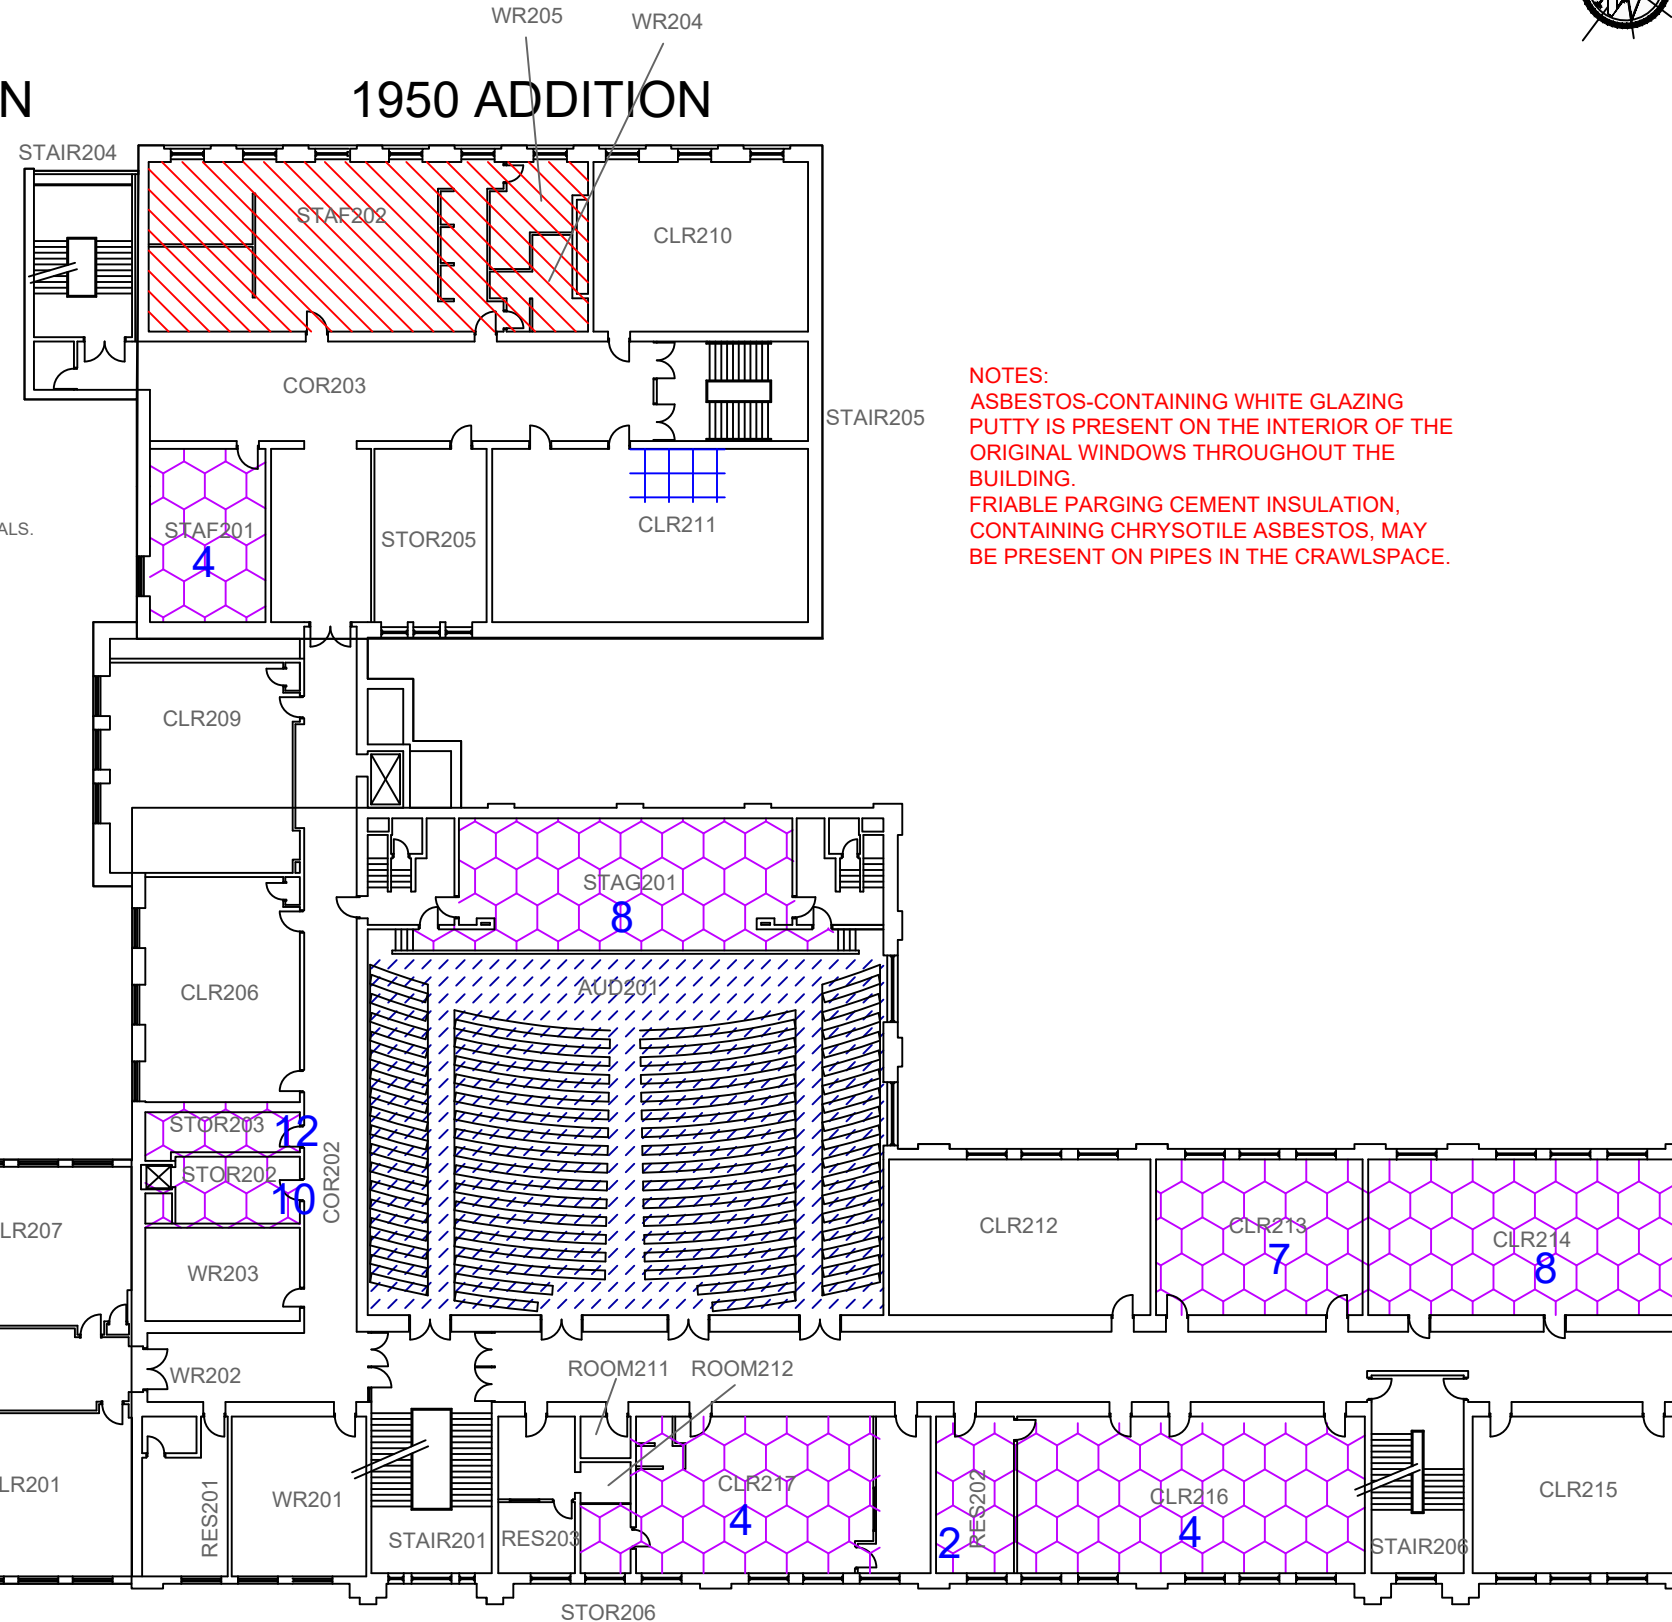 WR205
WR204
N
1950 ADDITION
STAIR204
STAF202
CLR210
COR203
STAIR205
NOTES:
ASBESTOS-CONTAINING WHITE GLAZING
PUTTY IS PRESENT ON THE INTERIOR OF THE
ORIGINAL WINDOWS THROUGHOUT THE
BUILDING.
FRIABLE PARGING CEMENT INSULATION,
CONTAINING CHRYSOTILE ASBESTOS, MAY
BE PRESENT ON PIPES IN THE CRAWLSPACE.
ALS.
STAF201
4
STOR205
CLR211
CLR209
STAG201
8
AUD201
CLR206
STOR203
12
STOR202
10
COR202
LR207
WR203
CLR212
CLR213
7
CLR214
8
WR202
ROOM211
ROOM212
LR201
RES201
WR201
STAIR201
RES203
CLR217
4
RES202
2
CLR216
4
STAIR206
CLR215
STOR206